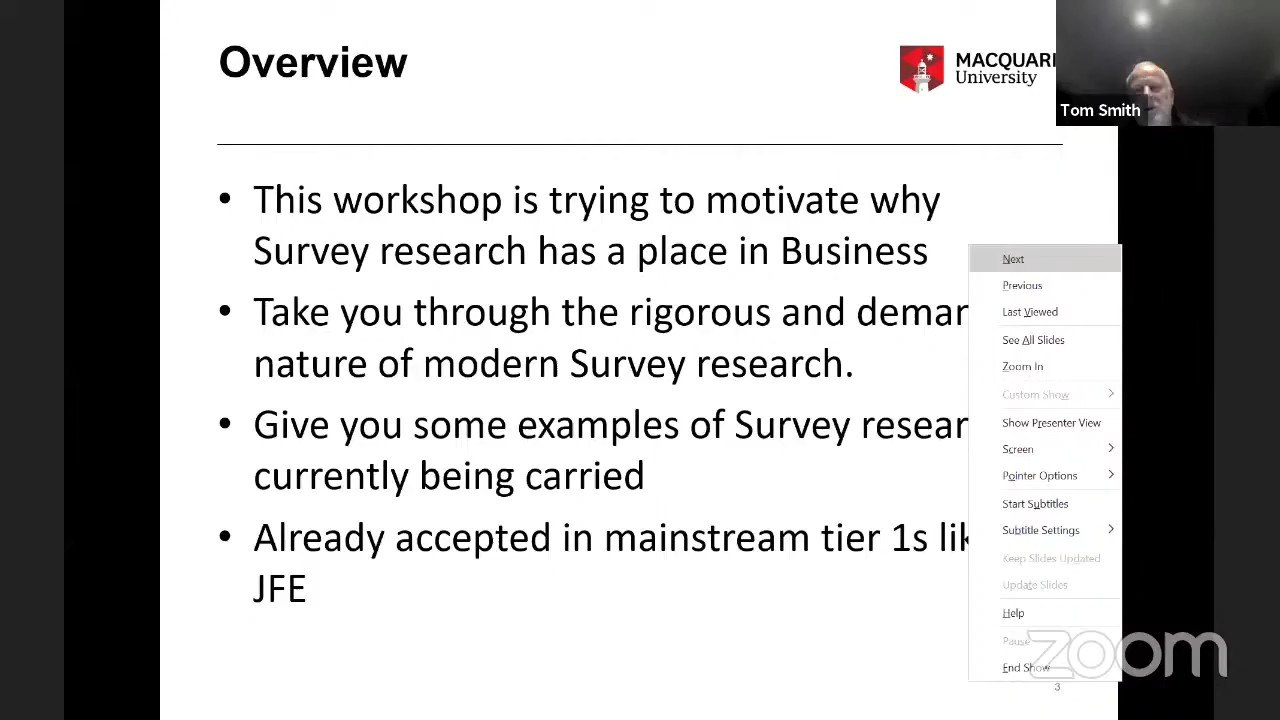 Overview
MACQUARI
University
Tom Smith
• This workshop is trying to motivate why
Survey research has a place in Business
• Take you through the rigorous and deman
nature of modern Survey research.
• Give you some examples of Survey resear
currently being carried
• Already accepted in mainstream tier 1s lik
JFE
Next
Previous
Last Viewed
See All Slides
Zoom In
Custom Show
Show Presenter View
Screen
Pointer Options
Start Subtitles
Subtitle Settings
Keep Slides Updated
Update Slides
Help
Pause
End Show
zoom
3